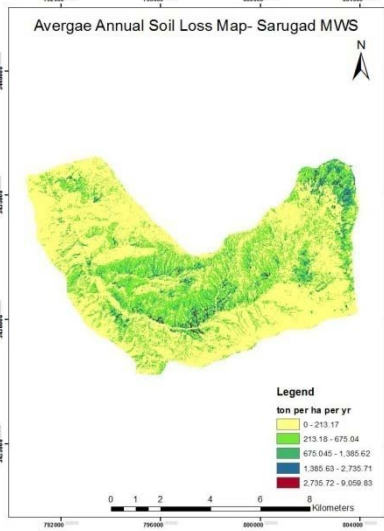 Avergae Annual Soil Loss Map- Sarugad MWS
N
Legend
ton per ha per yr
0 - 213.17
213.18 - 675.04
675.045 - 1,385.62
1,385.63 - 2,735.71
2,735.72 - 9,059.83
0 1 2 4 6 8
Kilometers
792000 796000 800000 804000